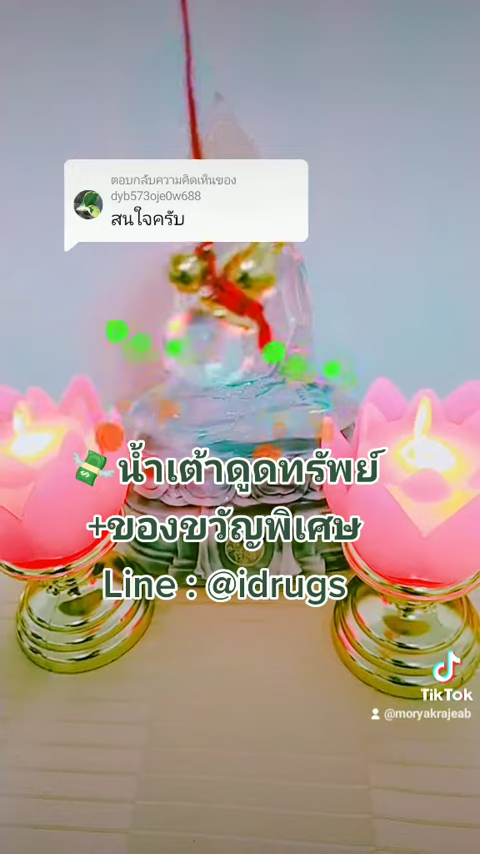 ตอบกลับความคิดเห็นของ
dyb573oje0w688
สนใจครับ
💸น้ำเต้าดูดทรัพย์
+ของขวัญพิเศษ
Line : @idrugs
TikTok
@moryakrajeab